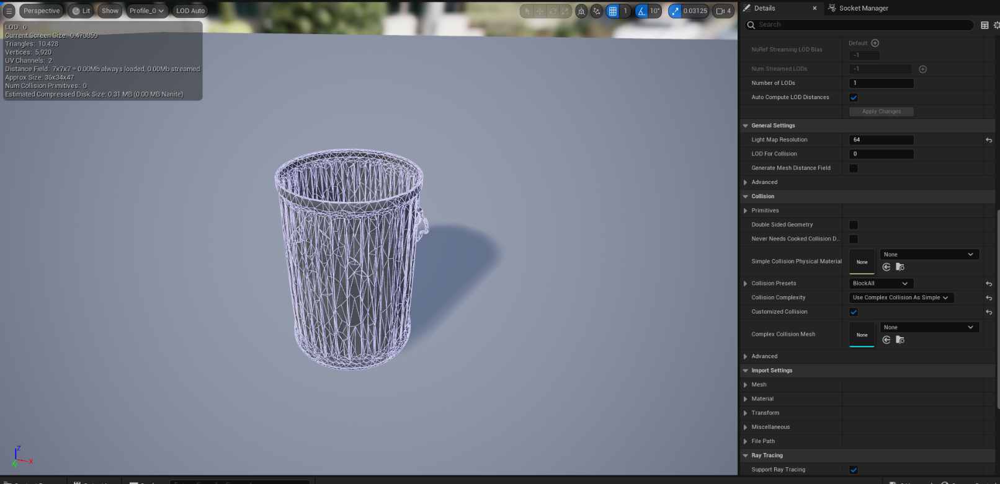 Perspective Lit Show Profile_0 LOD Auto 1 10° 0.03125 4
LOD: 0
Current Screen Size: 0.470859
Triangles: 10,428
Vertices: 5,920
UV Channels: 2
Distance Field: 7x7x7 = 0.00Mb always loaded, 0.00Mb streamed
Approx Size: 36x34x47
Num Collision Primitives: 0
Estimated Compressed Disk Size: 0.31 MB (0.00 MB Nanite)
Z
X
Y
Details Socket Manager
Search
Default
NoRef Streaming LOD Bias
-1
Num Streamed LODs -1
Number of LODs 1
Auto Compute LOD Distances
Apply Changes
General Settings
Light Map Resolution 64
LOD For Collision 0
Generate Mesh Distance Field
Advanced
Collision
Primitives
Double Sided Geometry
Never Needs Cooked Collision D...
Simple Collision Physical Material None None
Collision Presets BlockAll
Collision Complexity Use Complex Collision As Simple
Customized Collision
Complex Collision Mesh None None
Advanced
Import Settings
Mesh
Material
Transform
Miscellaneous
File Path
Ray Tracing
Support Ray Tracing